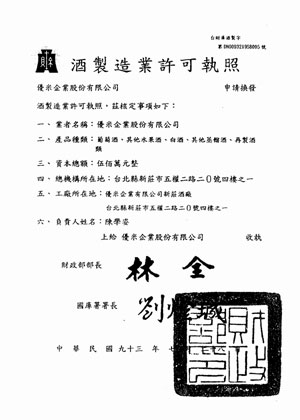 台財庫酒製字
第 BN00102V058005 號
酒製造業許可執照
優米企業股份有限公司 申請換發
酒製造業許可執照，茲核定事項如下：
一、業者名稱：優米企業股份有限公司
二、產品種類：葡萄酒、其他水果酒、白酒、其他蒸餾酒、再製酒
類
三、資本總額：伍佰萬元整
四、總機構所在地：台北縣新莊市五權二路二０號四樓之一
五、工廠所在地：優米企業有限公司新莊酒廠
台北縣新莊市五權二路二０號四樓之一
六、負責人姓名：陳學姿
上給 優米企業股份有限公司 收執
財政部部長 林全
國庫署署長 劉燈城
中華民國九十三年七月